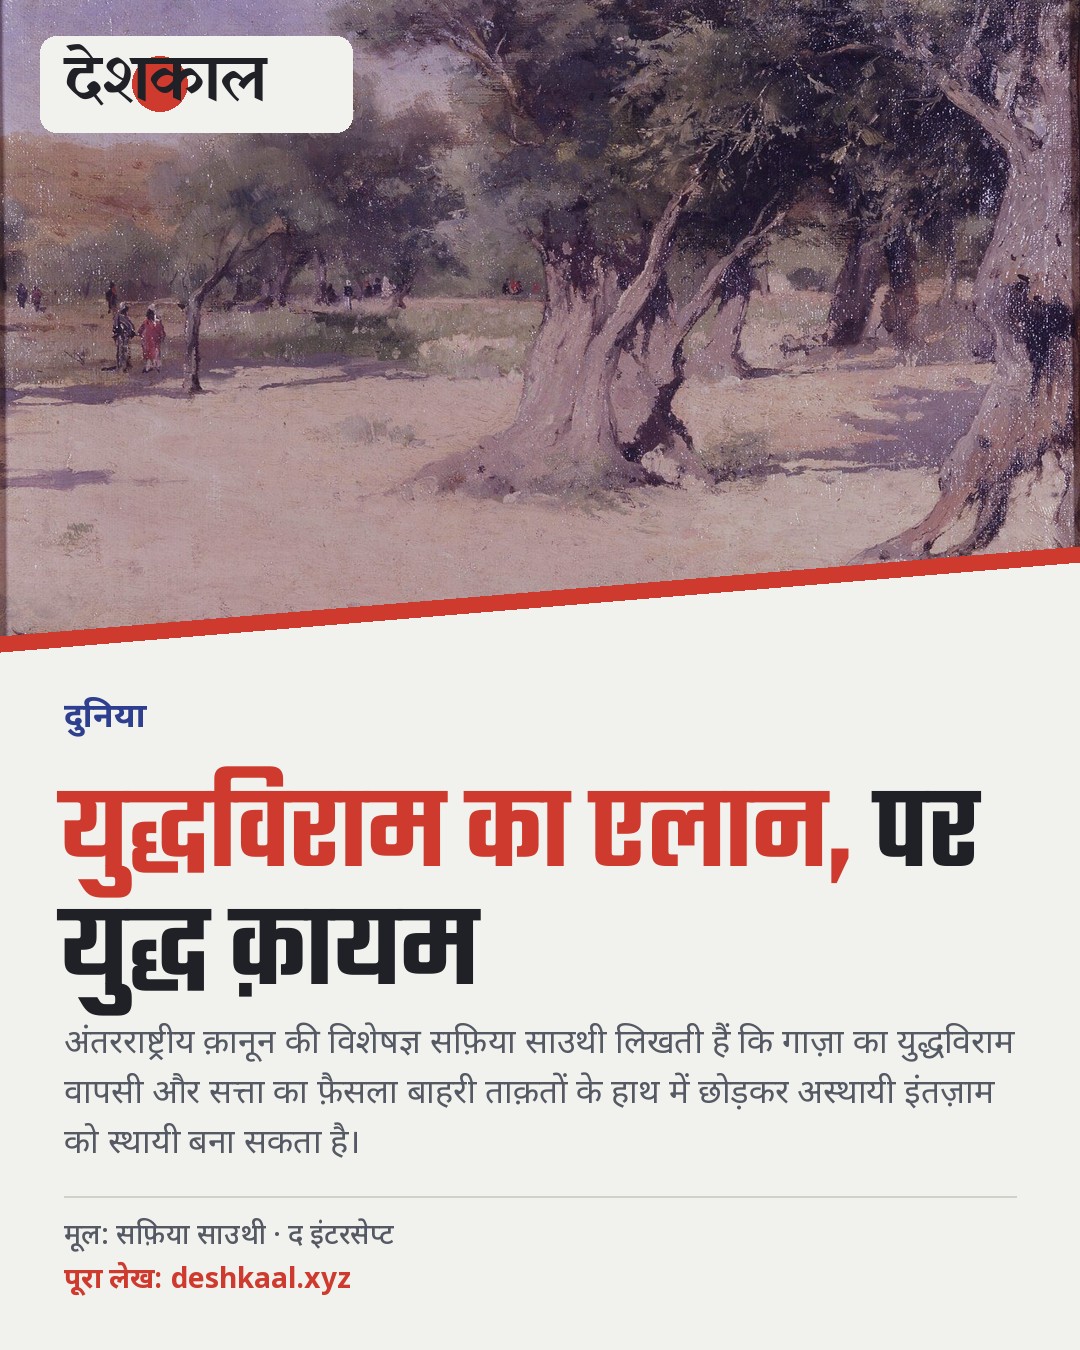 देशकाल
दुनिया
युद्धविराम का एलान, पर
युद्ध क़ायम
अंतरराष्ट्रीय क़ानून की विशेषज्ञ सफ़िया साउथी लिखती हैं कि गाज़ा का युद्धविराम
वापसी और सत्ता का फ़ैसला बाहरी ताक़तों के हाथ में छोड़कर अस्थायी इंतज़ाम
को स्थायी बना सकता है।
मूल: सफ़िया साउथी · द इंटरसेप्ट
पूरा लेख: deshkaal.xyz